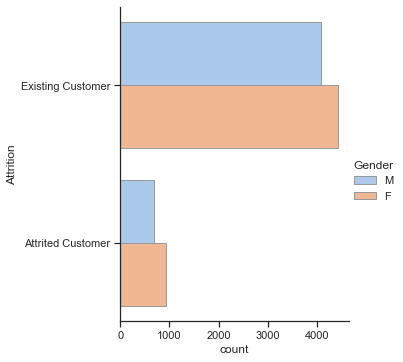 Existing Customer
Attrited Customer
Attrition
0 1000 2000 3000 4000
count
Gender
M
F